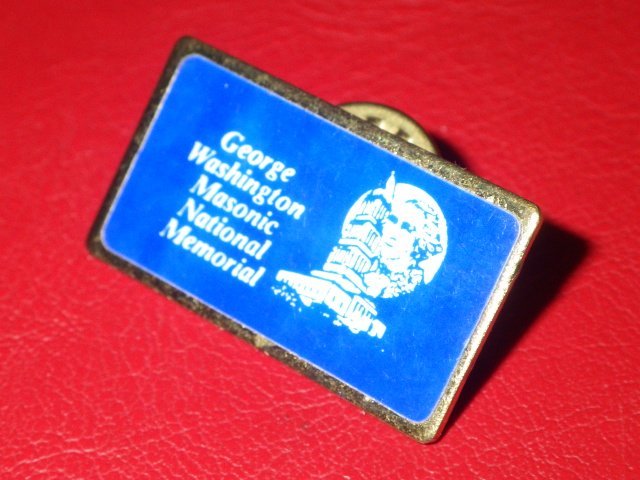 George
Washington
Masonic
National
Memorial